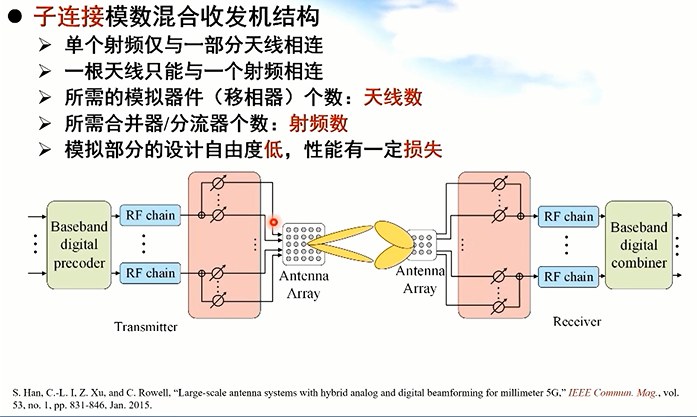 ● 子连接模数混合收发机结构
➢ 单个射频仅与一部分天线相连
➢ 一根天线只能与一个射频相连
➢ 所需的模拟器件（移相器）个数：天线数
➢ 所需合并器/分流器个数：射频数
➢ 模拟部分的设计自由度低，性能有一定损失
Baseband
digital
precoder
RF chain
RF chain
Transmitter
Antenna
Array
Antenna
Array
RF chain
RF chain
Baseband
digital
combiner
Receiver
S. Han, C.-L. I, Z. Xu, and C. Rowell, “Large-scale antenna systems with hybrid analog and digital beamforming for millimeter 5G,” IEEE Commun. Mag., vol.
53, no. 1, pp. 831-846, Jan. 2015.